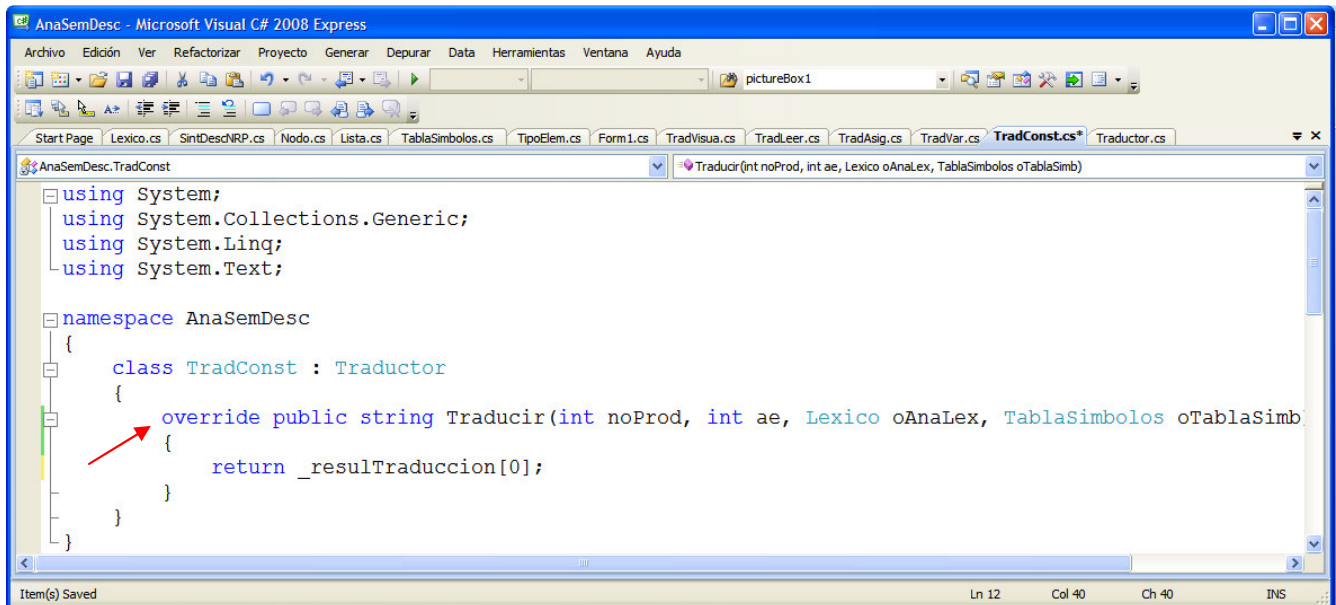 AnaSemDesc - Microsoft Visual C# 2008 Express
Archivo Edición Ver Refactorizar Proyecto Generar Depurar Data Herramientas Ventana Ayuda
pictureBox1
Start Page Lexico.cs SintDescNRP.cs Nodo.cs Lista.cs TablaSimbolos.cs TipoElem.cs Form1.cs TradVisua.cs TradLeer.cs TradAsig.cs TradVar.cs TradConst.cs* Traductor.cs
AnaSemDesc.TradConst Traducir(int noProd, int ae, Lexico oAnaLex, TablaSimbolos oTablaSimb)
using System;
using System.Collections.Generic;
using System.Linq;
using System.Text;
namespace AnaSemDesc
{
class TradConst : Traductor
{
override public string Traducir(int noProd, int ae, Lexico oAnaLex, TablaSimbolos oTablaSimb)
{
return _resulTraduccion[0];
}
}
}
Item(s) Saved Ln 12 Col 40 Ch 40 INS